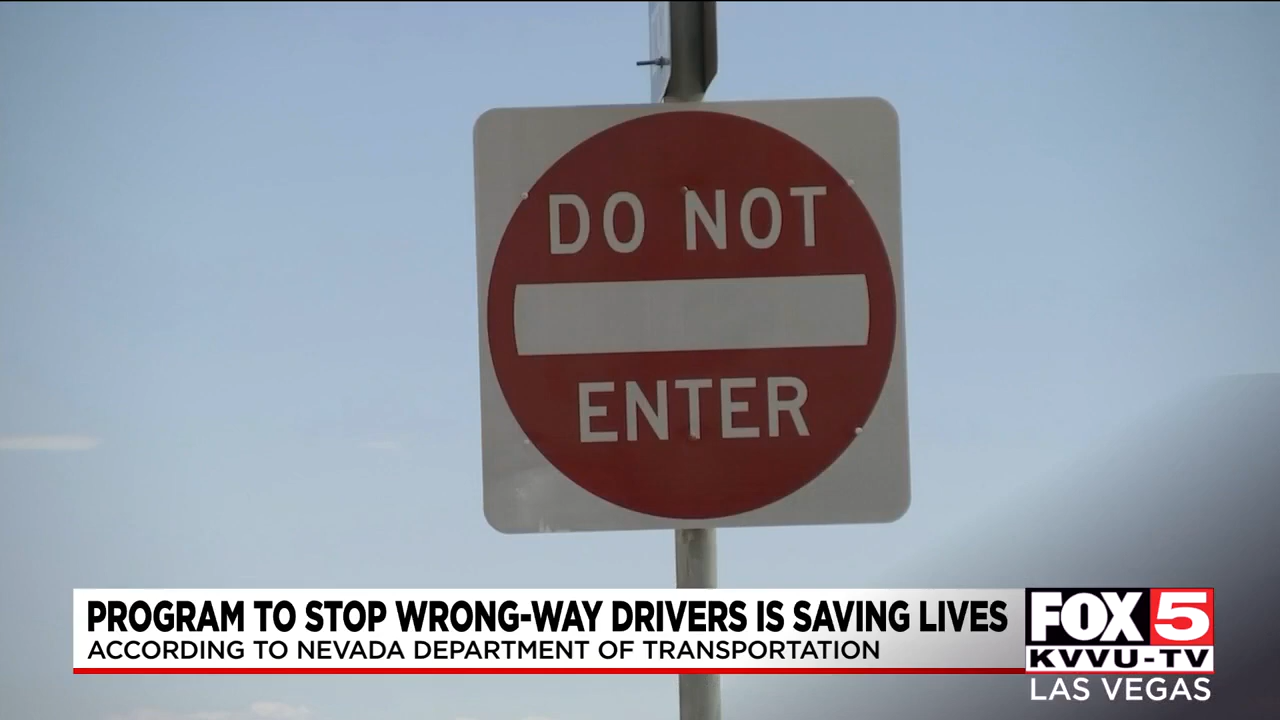 DO NOT
ENTER
PROGRAM TO STOP WRONG-WAY DRIVERS IS SAVING LIVES
ACCORDING TO NEVADA DEPARTMENT OF TRANSPORTATION
FOX 5
KVVU-TV
LAS VEGAS